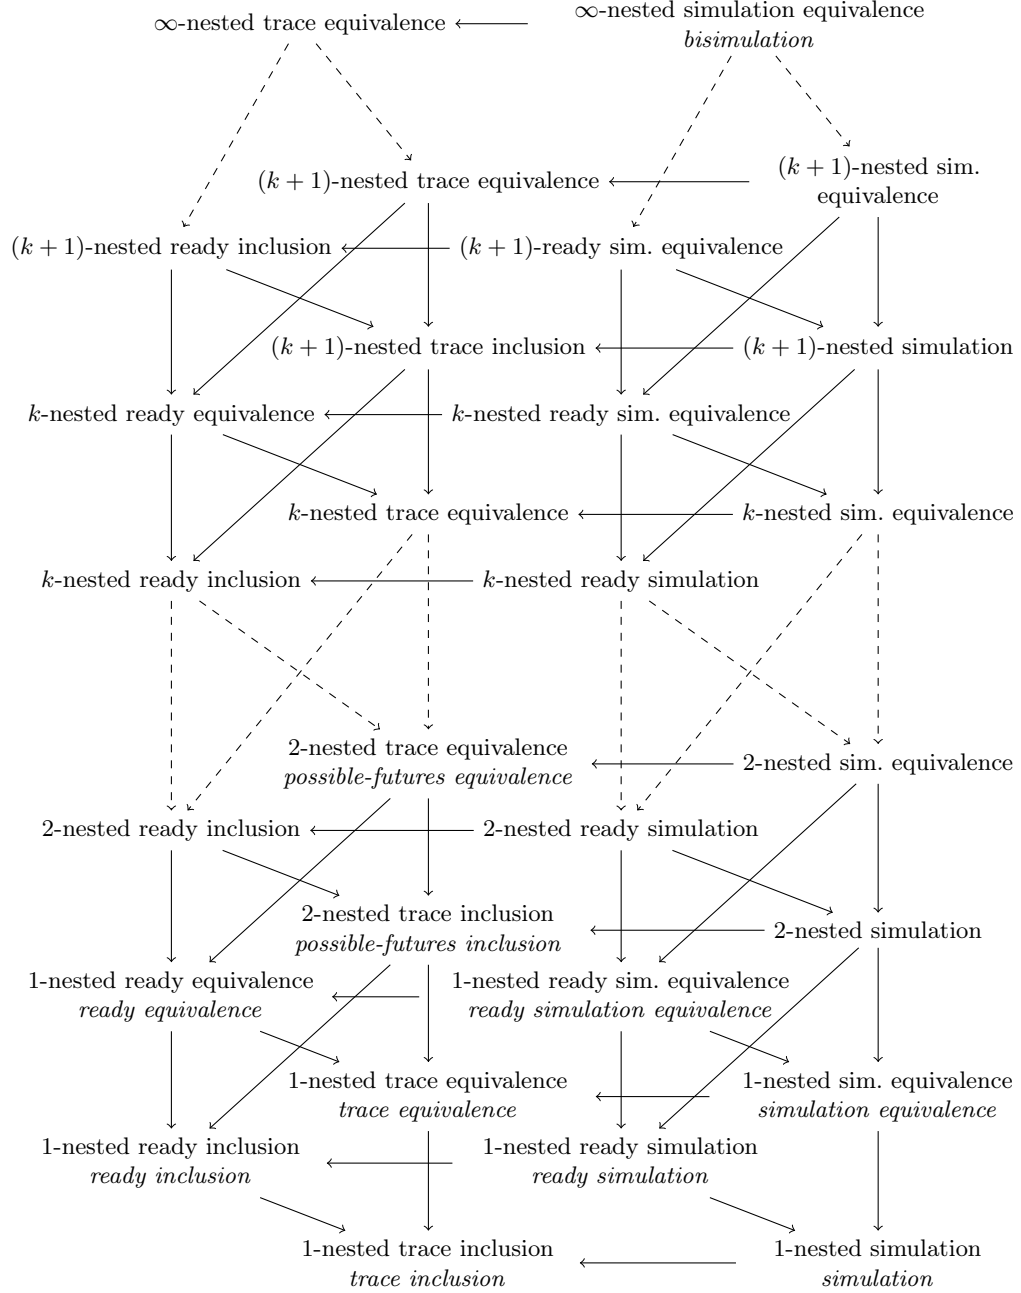 ∞-nested trace equivalence
∞-nested simulation equivalence
bisimulation
(k + 1)-nested trace equivalence
(k + 1)-nested sim.
equivalence
(k + 1)-nested ready inclusion
(k + 1)-ready sim. equivalence
(k + 1)-nested trace inclusion
(k + 1)-nested simulation
k-nested ready equivalence
k-nested ready sim. equivalence
k-nested trace equivalence
k-nested sim. equivalence
k-nested ready inclusion
k-nested ready simulation
2-nested trace equivalence
possible-futures equivalence
2-nested sim. equivalence
2-nested ready inclusion
2-nested ready simulation
2-nested trace inclusion
possible-futures inclusion
2-nested simulation
1-nested ready equivalence
ready equivalence
1-nested ready sim. equivalence
ready simulation equivalence
1-nested trace equivalence
trace equivalence
1-nested sim. equivalence
simulation equivalence
1-nested ready inclusion
ready inclusion
1-nested ready simulation
ready simulation
1-nested trace inclusion
trace inclusion
1-nested simulation
simulation